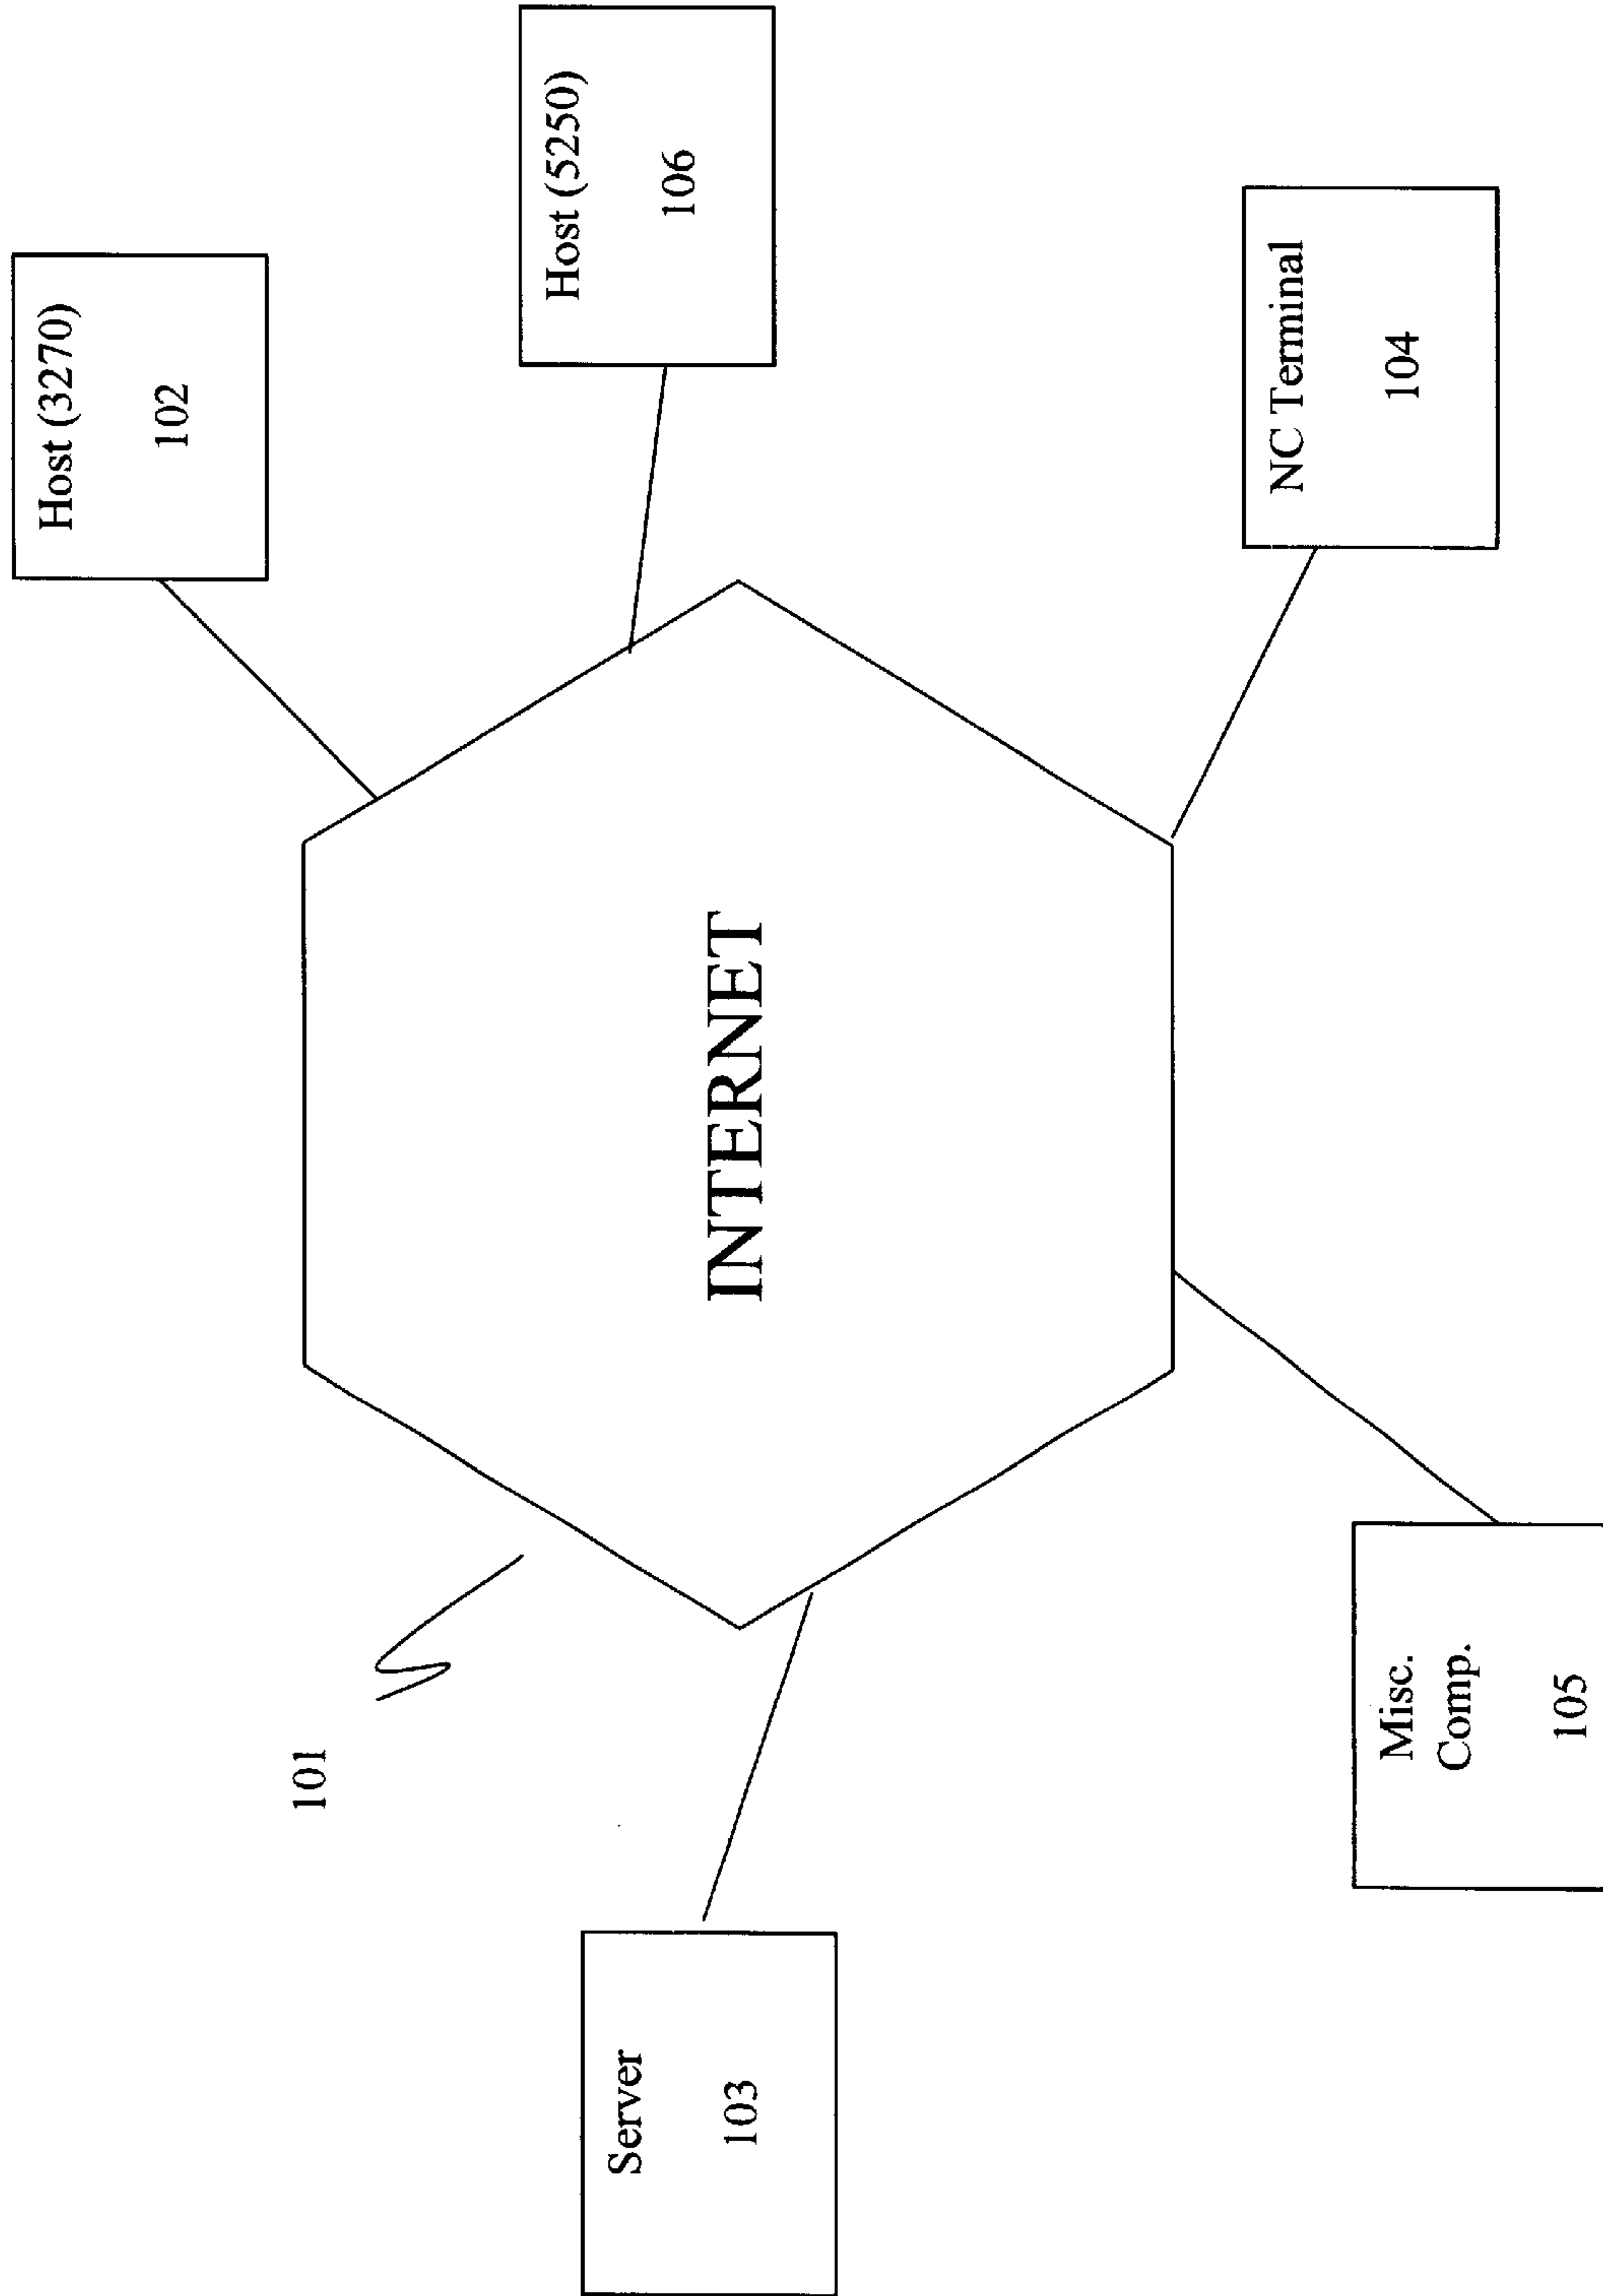 Host (3270)
102
Host (5250)
106
101
INTERNET
Server
103
NC Terminal
104
Misc.
Comp.
105